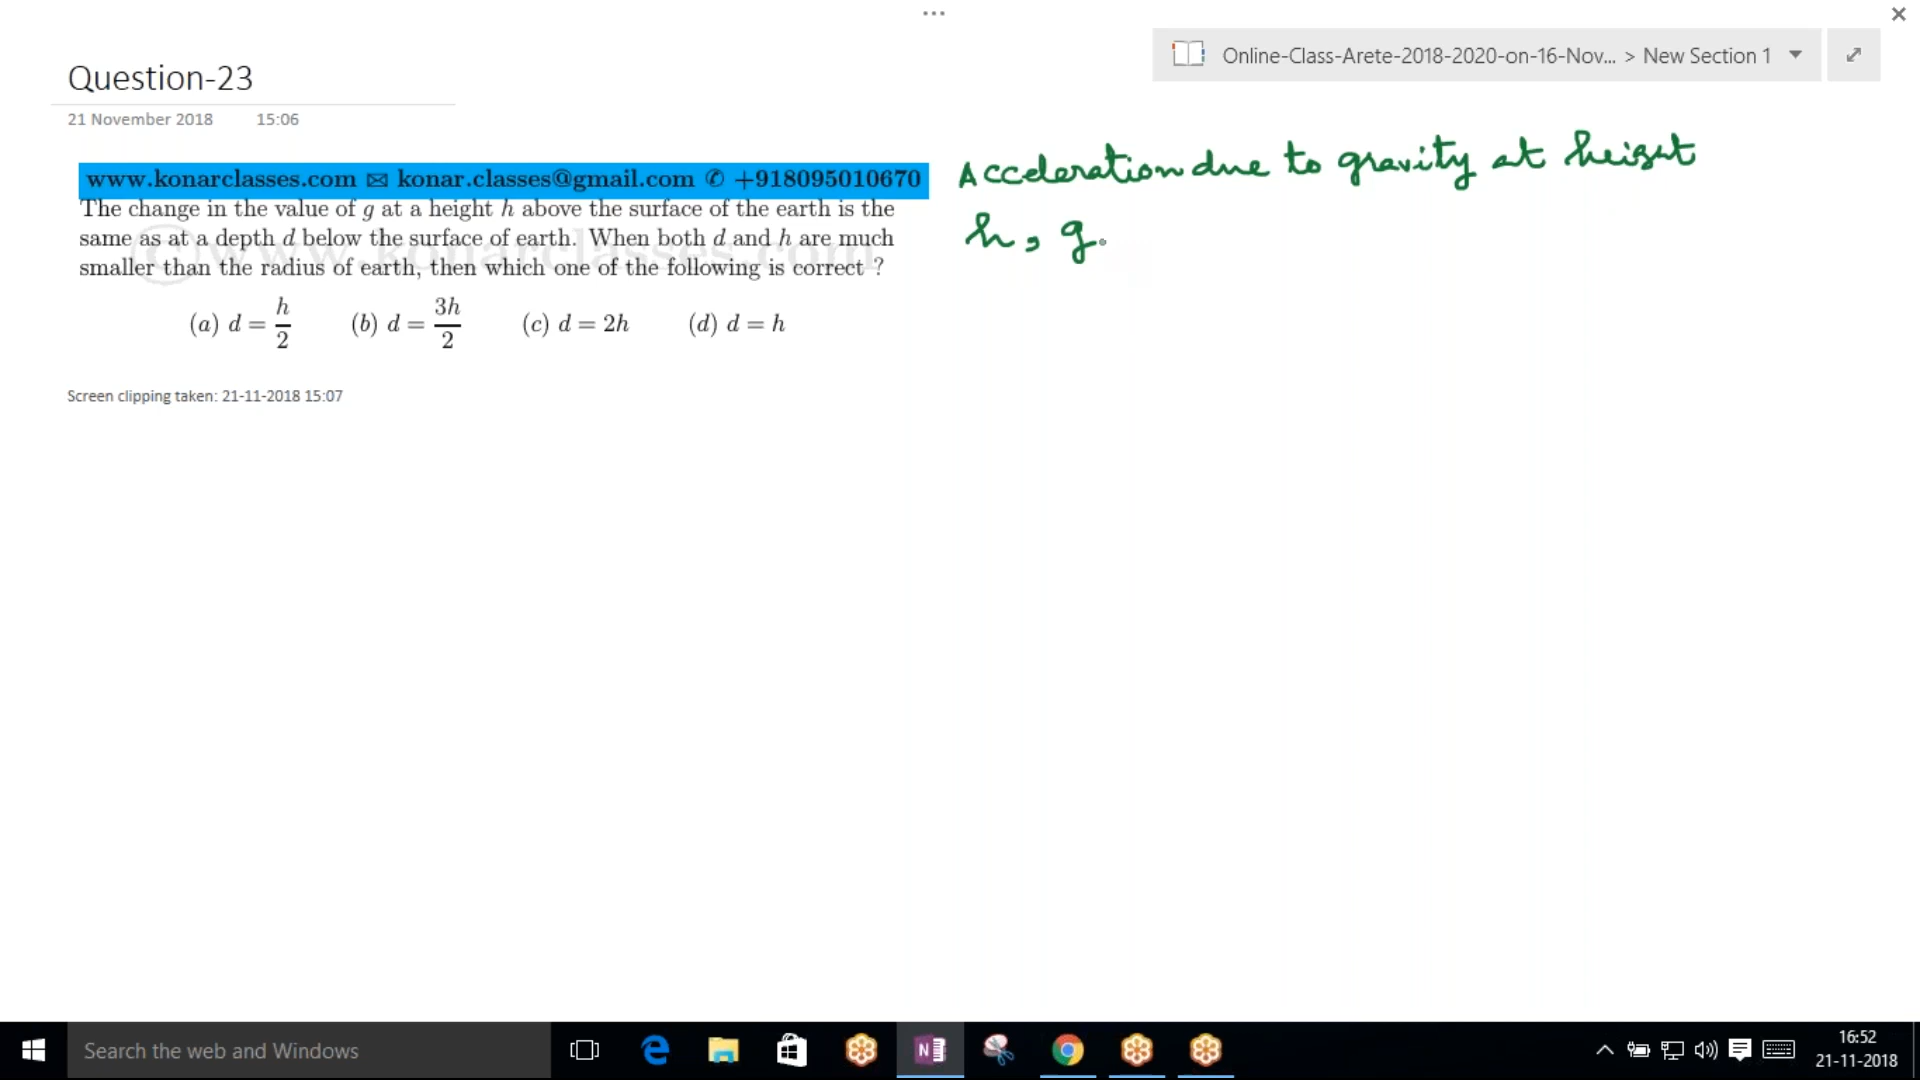 Online-Class-Arete-2018-2020-on-16-Nov... > New Section 1
Question-23
21 November 2018 15:06
www.konarclasses.com ✉ konar.classes@gmail.com ✆ +918095010670
The change in the value of g at a height h above the surface of the earth is the
same as at a depth d below the surface of earth. When both d and h are much
smaller than the radius of earth, then which one of the following is correct ?
(a) d = h/2 (b) d = 3h/2 (c) d = 2h (d) d = h
©www.konarclasses.com
Screen clipping taken: 21-11-2018 15:07
Acceleration due to gravity at height
h, g
Search the web and Windows
16:52
21-11-2018